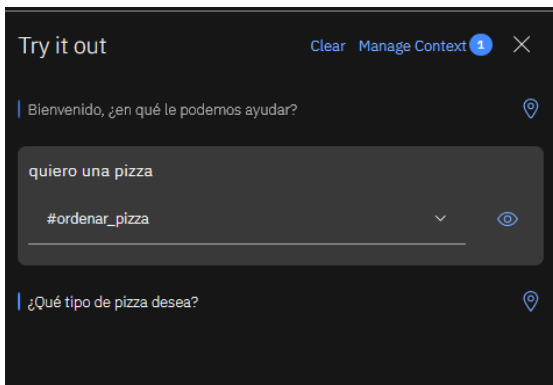 Try it out Clear Manage Context 1
Bienvenido, ¿en qué le podemos ayudar?
quiero una pizza
#ordenar_pizza
¿Qué tipo de pizza desea?